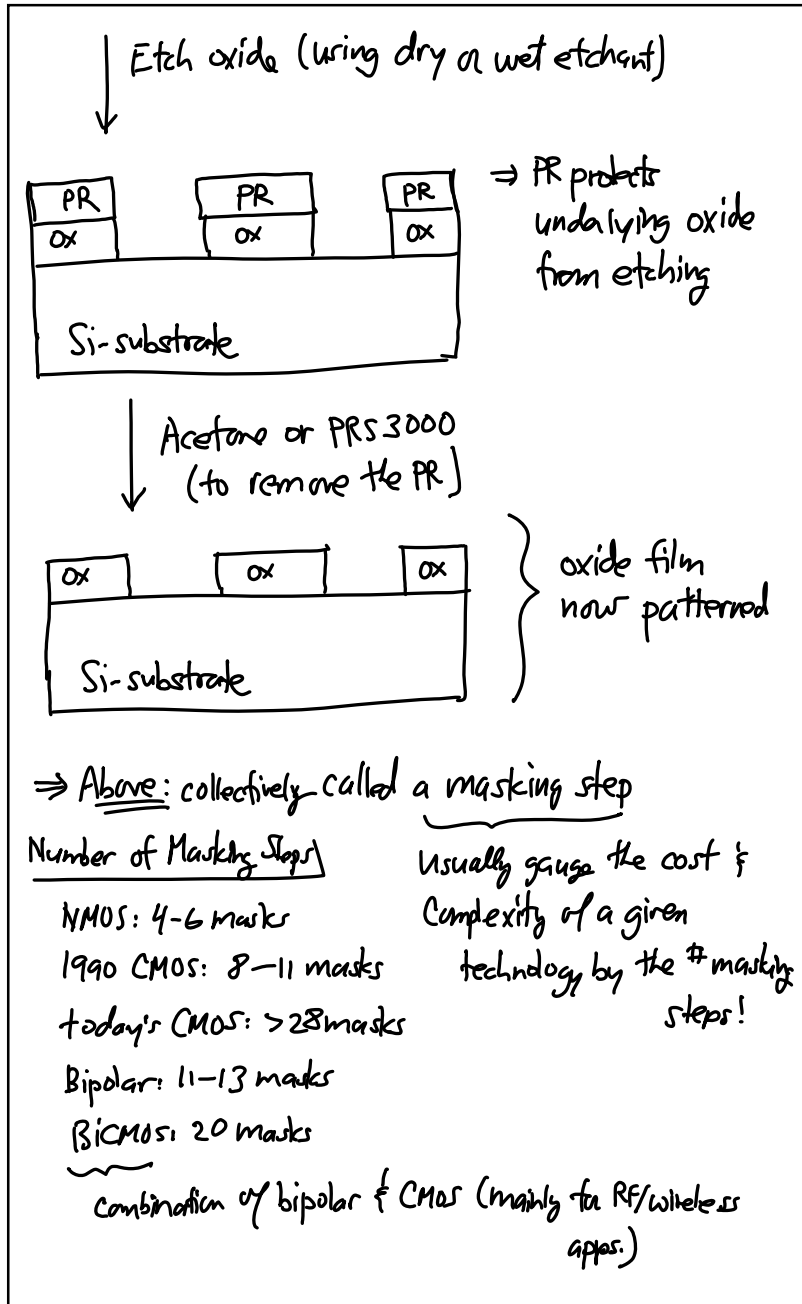 Etch oxide (using dry or wet etchant)
PR PR PR
OX OX OX
Si-substrate
⇒ PR protects
underlying oxide
from etching
Acetone or PRS3000
(to remove the PR)
OX OX OX
Si-substrate
oxide film
now patterned
⇒ Above: collectively called a masking step
Number of Masking Steps
NMOS: 4-6 masks
1990 CMOS: 8-11 masks
today's CMOS: >28 masks
Bipolar: 11-13 masks
BiCMOS: 20 masks
usually gauge the cost &
complexity of a given
technology by the # masking
steps!
combination of bipolar & CMOS (mainly for RF/wireless
apps.)